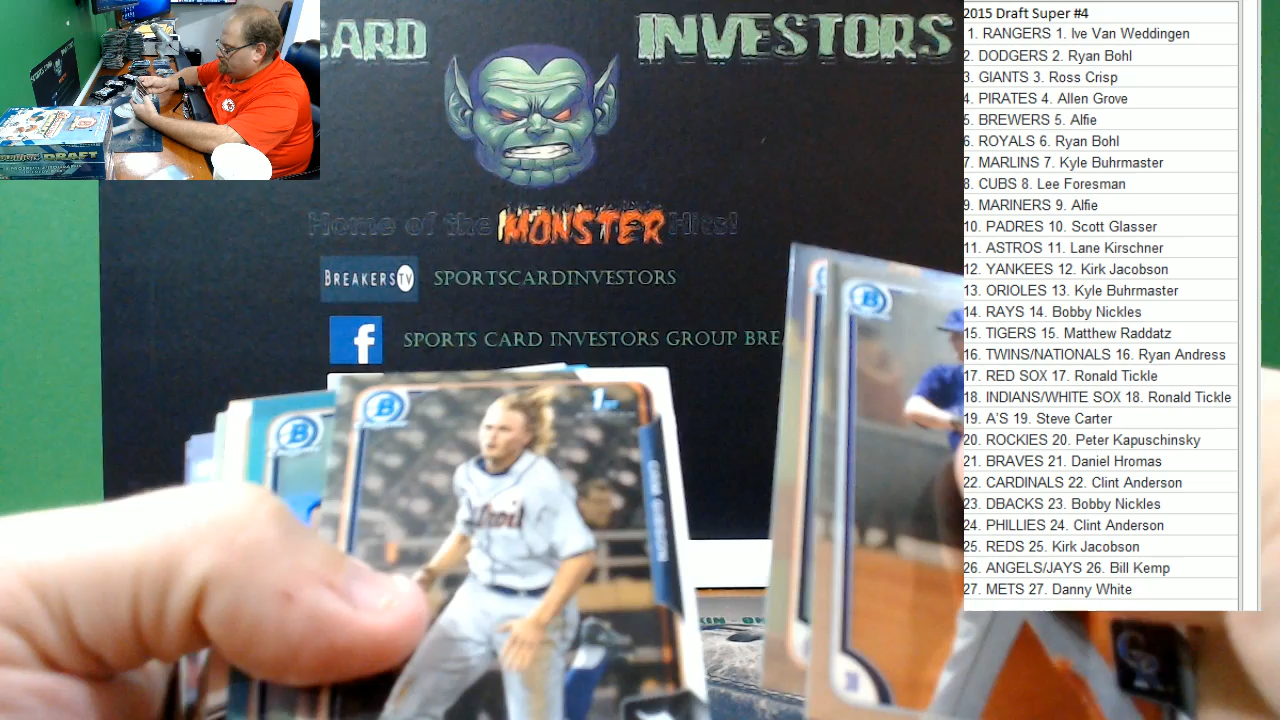 CARD INVESTORS
Home of the MONSTER Hits!
BREAKERSTV SPORTSCARDINVESTORS
f SPORTS CARD INVESTORS GROUP BRE
DRAFT
B
B
B
1st
Detroit
2015 Draft Super #4
1. RANGERS 1. Ive Van Weddingen
2. DODGERS 2. Ryan Bohl
3. GIANTS 3. Ross Crisp
4. PIRATES 4. Allen Grove
5. BREWERS 5. Alfie
6. ROYALS 6. Ryan Bohl
7. MARLINS 7. Kyle Buhrmaster
8. CUBS 8. Lee Foresman
9. MARINERS 9. Alfie
10. PADRES 10. Scott Glasser
11. ASTROS 11. Lane Kirschner
12. YANKEES 12. Kirk Jacobson
13. ORIOLES 13. Kyle Buhrmaster
14. RAYS 14. Bobby Nickles
15. TIGERS 15. Matthew Raddatz
16. TWINS/NATIONALS 16. Ryan Andress
17. RED SOX 17. Ronald Tickle
18. INDIANS/WHITE SOX 18. Ronald Tickle
19. A'S 19. Steve Carter
20. ROCKIES 20. Peter Kapuschinsky
21. BRAVES 21. Daniel Hromas
22. CARDINALS 22. Clint Anderson
23. DBACKS 23. Bobby Nickles
24. PHILLIES 24. Clint Anderson
25. REDS 25. Kirk Jacobson
26. ANGELS/JAYS 26. Bill Kemp
27. METS 27. Danny White